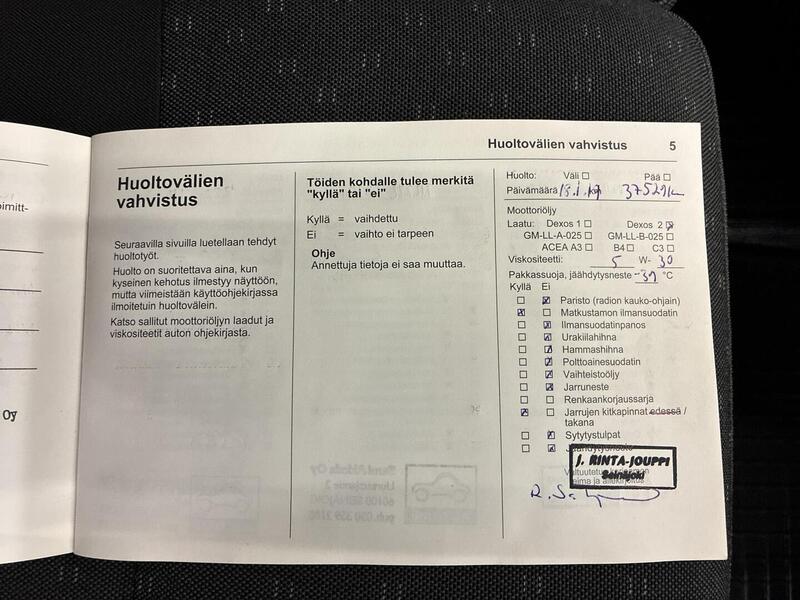 Huoltovälien vahvistus 5
oimitt-
Oy
Huoltovälien
vahvistus
Seuraavilla sivuilla luetellaan tehdyt
huoltotyöt.
Huolto on suoritettava aina, kun
kyseinen kehotus ilmestyy näyttöön,
mutta viimeistään käyttöohjekirjassa
ilmoitetuin huoltovälein.
Katso sallitut moottoriöljyn laadut ja
viskositeetit auton ohjekirjasta.
Töiden kohdalle tulee merkitä
"kyllä" tai "ei"
Kyllä = vaihdettu
Ei = vaihto ei tarpeen
Ohje
Annettuja tietoja ei saa muuttaa.
Huolto: Väli Pää
Päivämäärä 37529km
Moottoriöljy
Laatu: Dexos 1 Dexos 2
GM-LL-A-025 GM-LL-B-025
ACEA A3 B4 C3
Viskositeetti: 5 W- 30
Pakkassuoja, jäähdytysneste -39 °C
Kyllä Ei
Paristo (radion kauko-ohjain)
Matkustamon ilmansuodatin
Ilmansuodatinpanos
Urakiilahihna
Hammashihna
Polttoainesuodatin
Vaihteistoöljy
Jarruneste
Renkaankorjaussarja
Jarrujen kitkapinnat edessä /
takana
Sytytystulpat
J. RINTA-JOUPPI
Seinäjoki